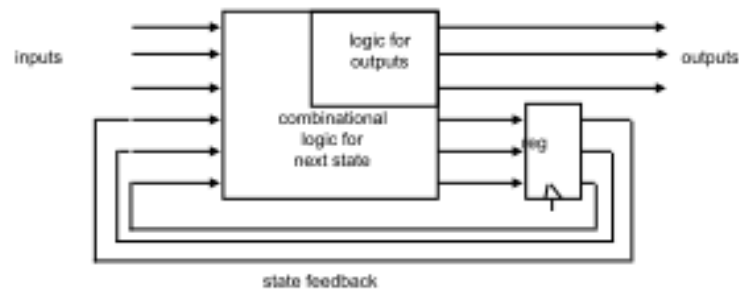 inputs
logic for
outputs
outputs
combinational
logic for
next state
reg
state feedback